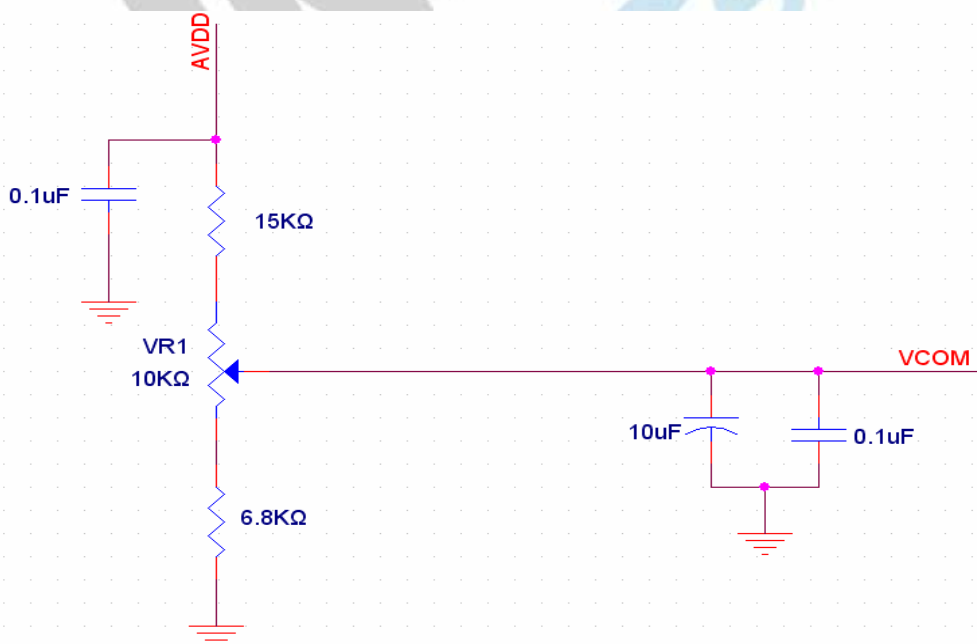 AVDD
0.1uF
15KΩ
VR1
10KΩ
VCOM
10uF
0.1uF
6.8KΩ